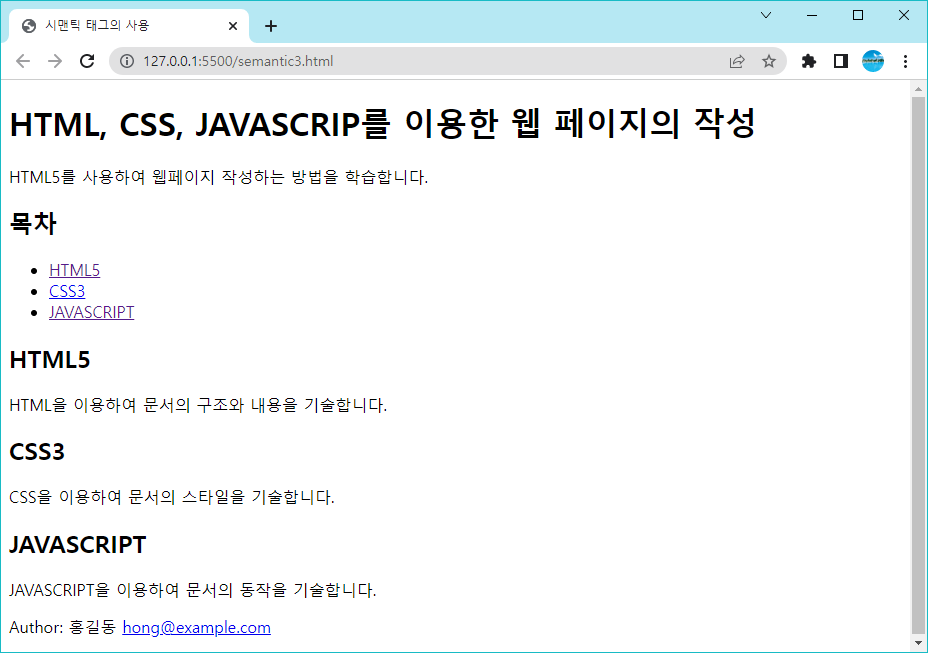 시맨틱 태그의 사용
127.0.0.1:5500/semantic3.html
HTML, CSS, JAVASCRIP를 이용한 웹 페이지의 작성
HTML5를 사용하여 웹페이지 작성하는 방법을 학습합니다.
목차
• HTML5
• CSS3
• JAVASCRIPT
HTML5
HTML을 이용하여 문서의 구조와 내용을 기술합니다.
CSS3
CSS을 이용하여 문서의 스타일을 기술합니다.
JAVASCRIPT
JAVASCRIPT을 이용하여 문서의 동작을 기술합니다.
Author: 홍길동 hong@example.com